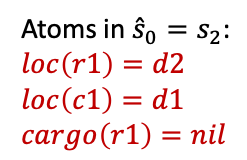 Atoms in ŝ₀ = s₂:
loc(r1) = d2
loc(c1) = d1
cargo(r1) = nil